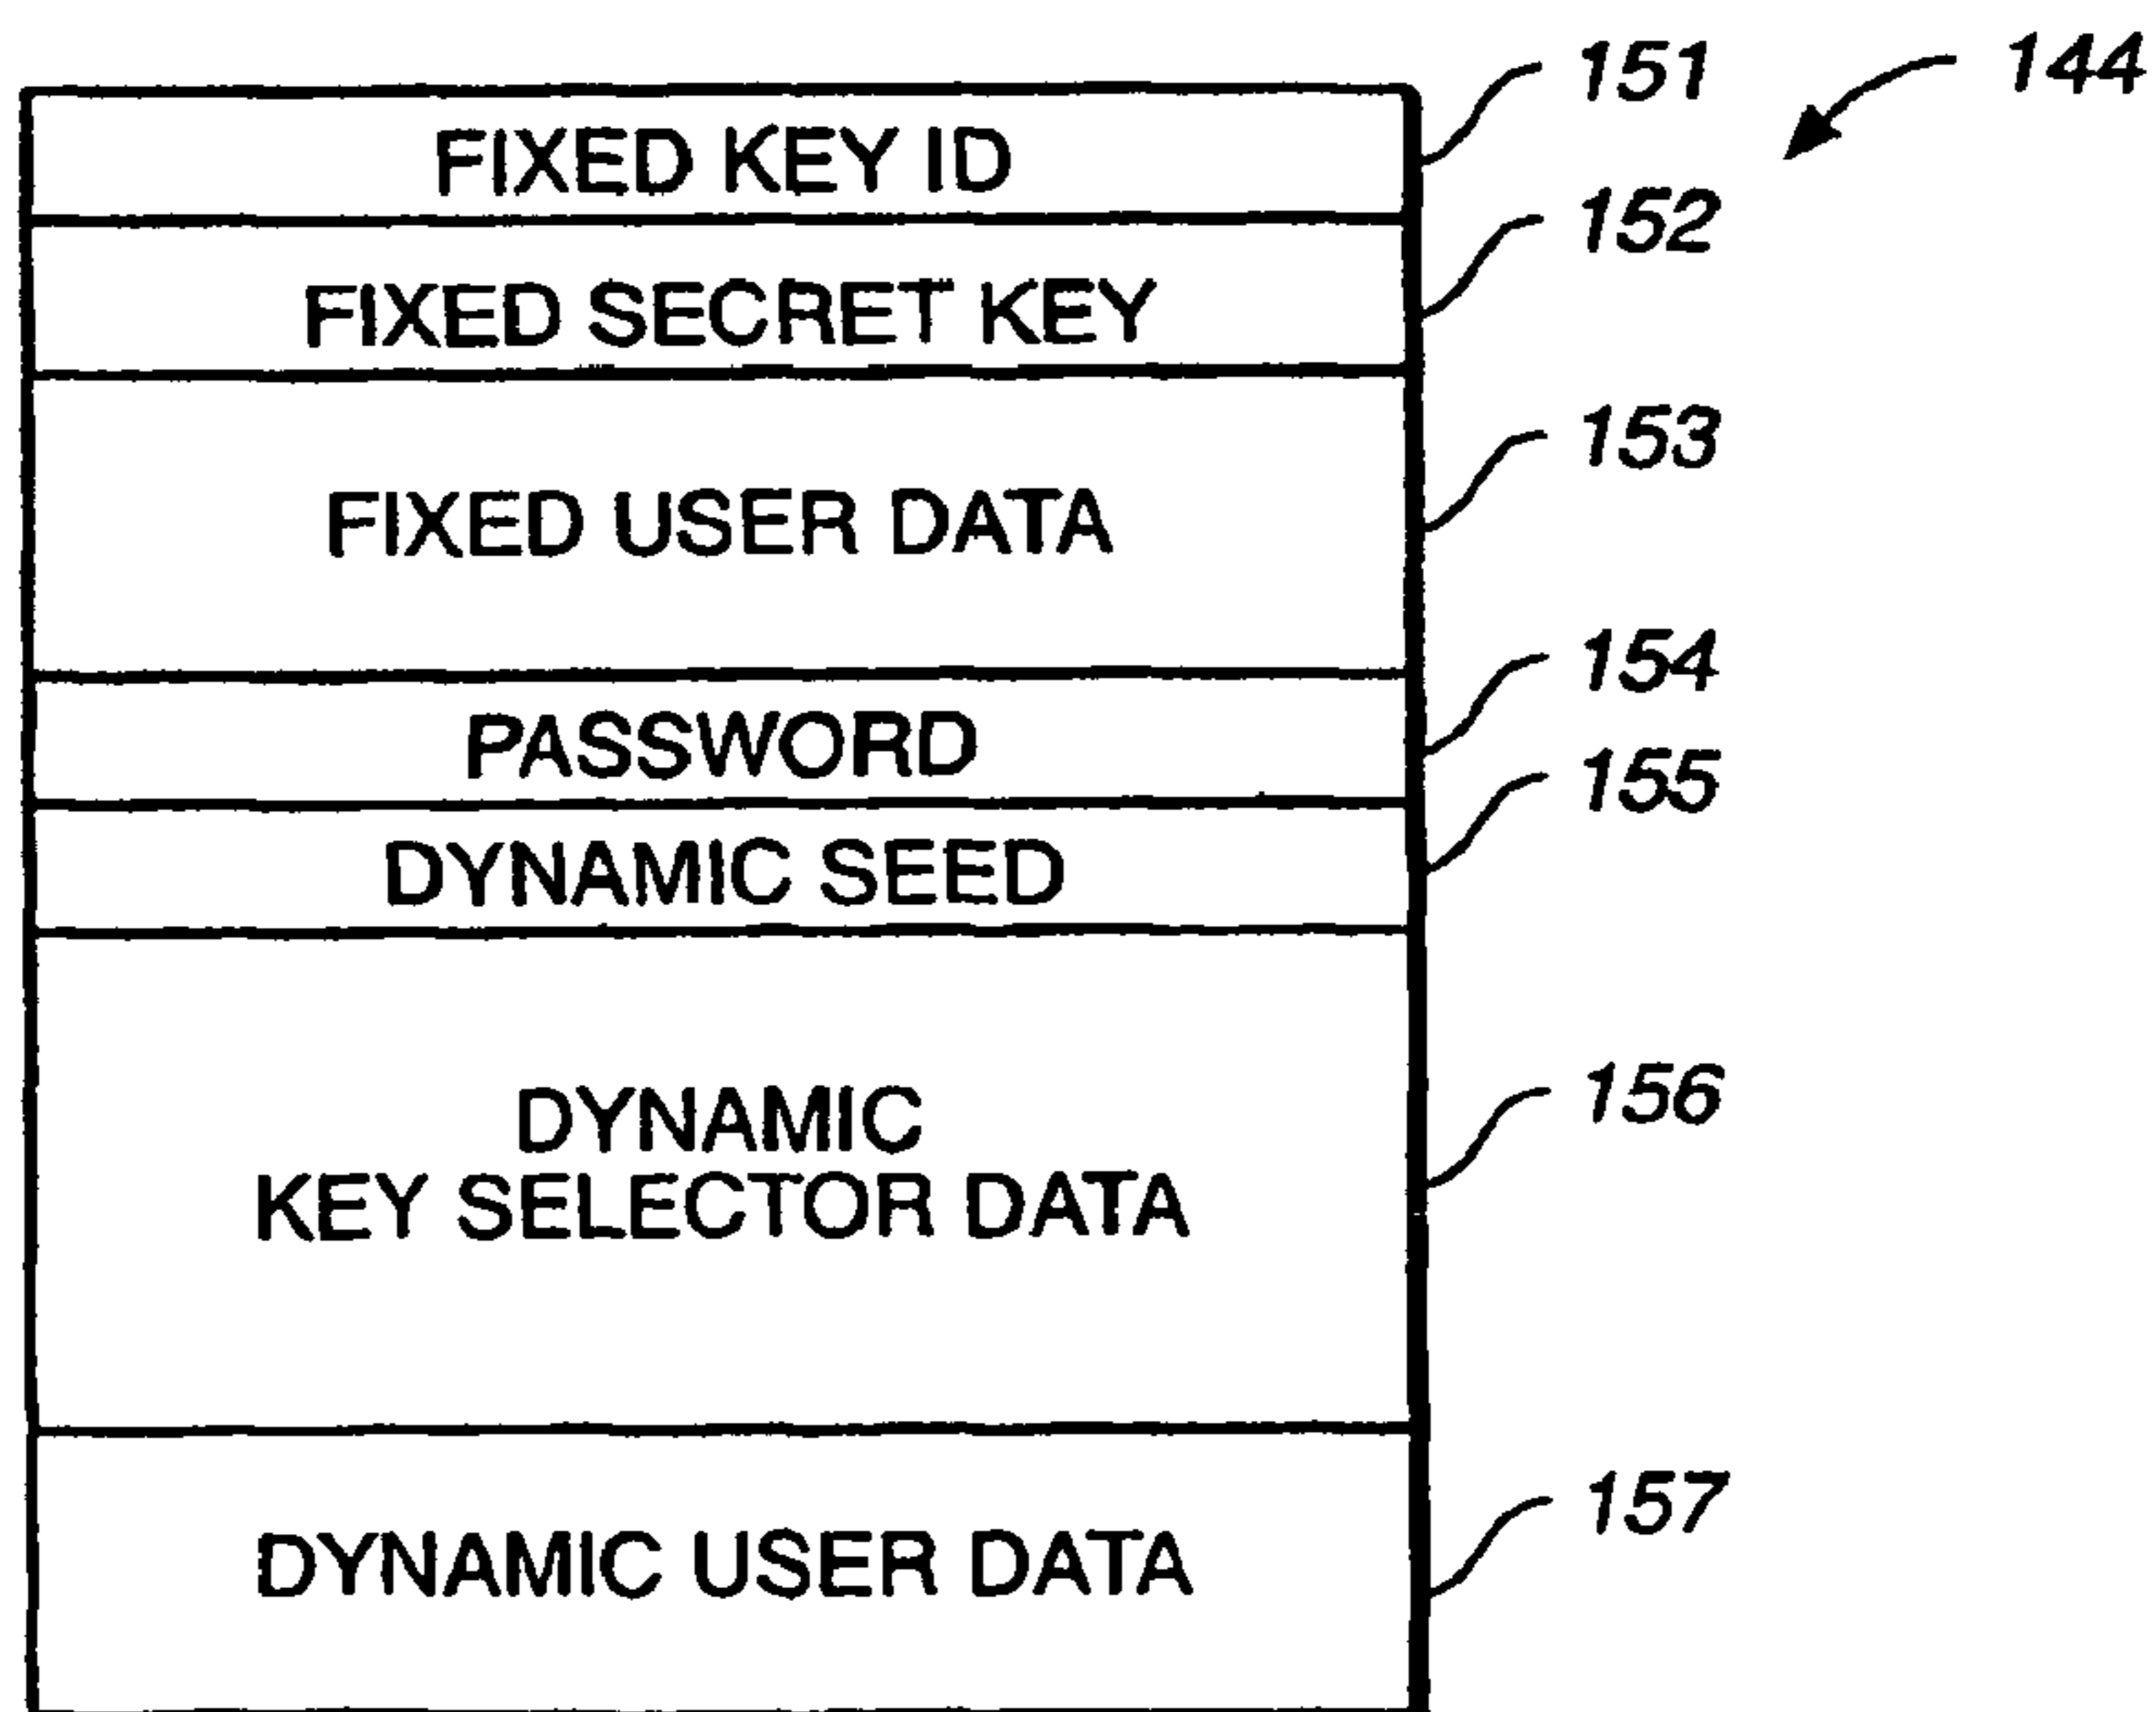 151
144
FIXED KEY ID
152
FIXED SECRET KEY
153
FIXED USER DATA
154
PASSWORD
155
DYNAMIC SEED
156
DYNAMIC
KEY SELECTOR DATA
157
DYNAMIC USER DATA